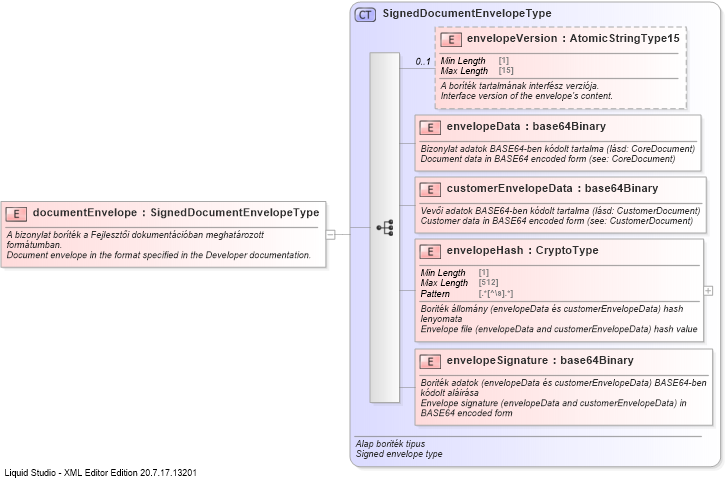 CT SignedDocumentEnvelopeType
E envelopeVersion : AtomicStringType15
0..1
Min Length [1]
Max Length [15]
A boríték tartalmának interfész verziója.
Interface version of the envelope's content.
E envelopeData : base64Binary
Bizonylat adatok BASE64-ben kódolt tartalma (lásd: CoreDocument)
Document data in BASE64 encoded form (see: CoreDocument)
E customerEnvelopeData : base64Binary
Vevői adatok BASE64-ben kódolt tartalma (lásd: CustomerDocument)
Customer data in BASE64 encoded form (see: CustomerDocument)
E documentEnvelope : SignedDocumentEnvelopeType
A bizonylat boríték a Fejlesztői dokumentációban meghatározott
formátumban.
Document envelope in the format specified in the Developer documentation.
E envelopeHash : CryptoType
Min Length [1]
Max Length [512]
Pattern [.*[^\s].*]
Boríték állomány (envelopeData és customerEnvelopeData) hash
lenyomata
Envelope file (envelopeData and customerEnvelopeData) hash value
E envelopeSignature : base64Binary
Boríték adatok (envelopeData és customerEnvelopeData) BASE64-ben
kódolt aláírása
Envelope signature (envelopeData and customerEnvelopeData) in
BASE64 encoded form
Alap boríték típus
Signed envelope type
Liquid Studio - XML Editor Edition 20.7.17.13201